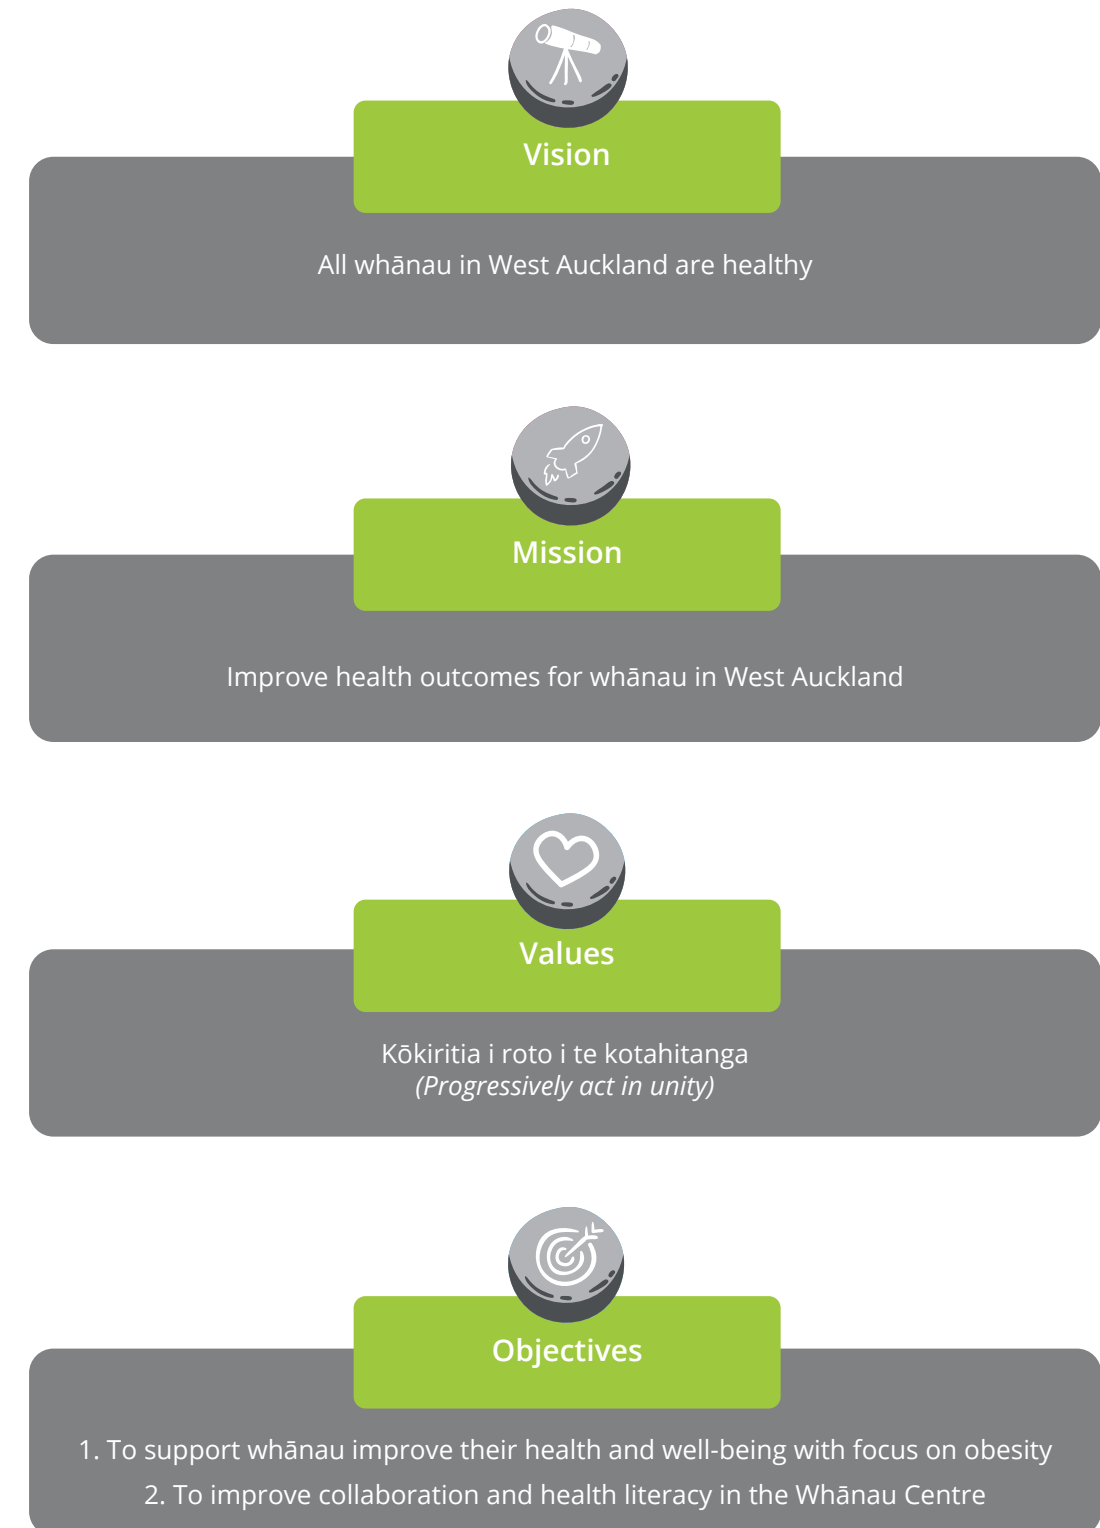 Vision
All whānau in West Auckland are healthy
Mission
Improve health outcomes for whānau in West Auckland
Values
Kōkiritia i roto i te kotahitanga
(Progressively act in unity)
Objectives
1. To support whānau improve their health and well-being with focus on obesity
2. To improve collaboration and health literacy in the Whānau Centre